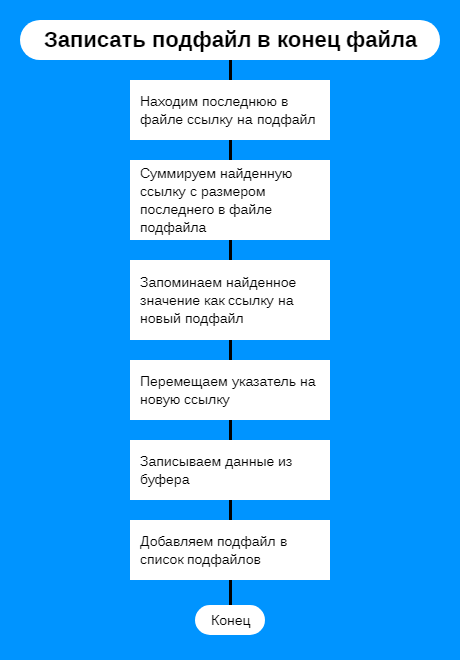 Записать подфайл в конец файла
Находим последнюю в
файле ссылку на подфайл
Суммируем найденную
ссылку с размером
последнего в файле
подфайла
Запоминаем найденное
значение как ссылку на
новый подфайл
Перемещаем указатель на
новую ссылку
Записываем данные из
буфера
Добавляем подфайл в
список подфайлов
Конец